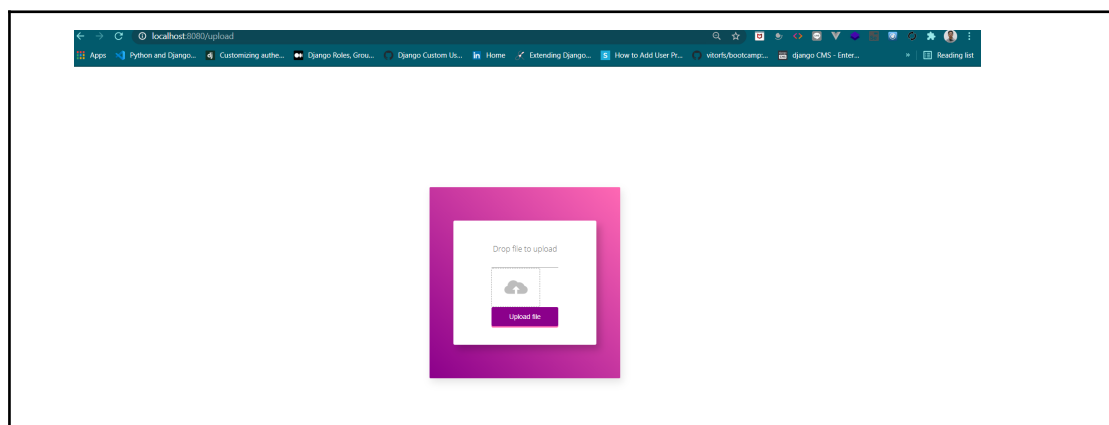 localhost:8080/upload
Apps Python and Django... Customizing authe... Django Roles, Grou... Django Custom Us... Home Extending Django... How to Add User Pr... vitorfs/bootcamp:... django CMS - Enter... » Reading list
Drop file to upload
Upload file